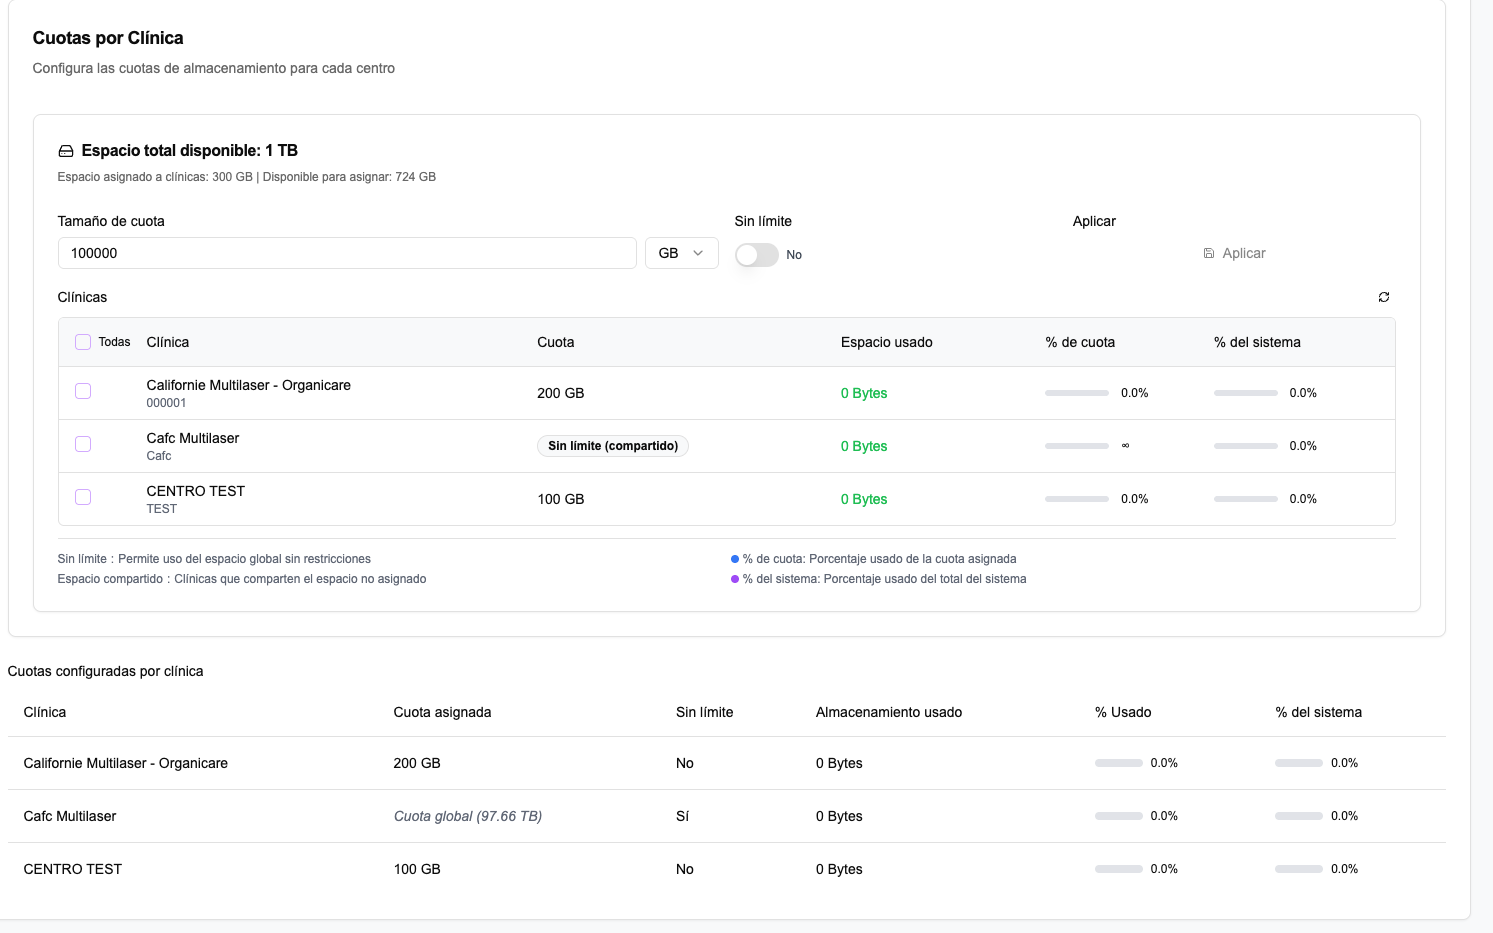 Cuotas por Clínica
Configura las cuotas de almacenamiento para cada centro
Espacio total disponible: 1 TB
Espacio asignado a clínicas: 300 GB | Disponible para asignar: 724 GB
Tamaño de cuota Sin límite Aplicar
100000 GB No Aplicar
Clínicas
Todas Clínica Cuota Espacio usado % de cuota % del sistema
Californie Multilaser - Organicare 200 GB 0 Bytes 0.0% 0.0%
000001
Cafc Multilaser Sin límite (compartido) 0 Bytes ∞ 0.0%
Cafc
CENTRO TEST 100 GB 0 Bytes 0.0% 0.0%
TEST
Sin límite : Permite uso del espacio global sin restricciones % de cuota: Porcentaje usado de la cuota asignada
Espacio compartido : Clínicas que comparten el espacio no asignado % del sistema: Porcentaje usado del total del sistema
Cuotas configuradas por clínica
Clínica Cuota asignada Sin límite Almacenamiento usado % Usado % del sistema
Californie Multilaser - Organicare 200 GB No 0 Bytes 0.0% 0.0%
Cafc Multilaser Cuota global (97.66 TB) Sí 0 Bytes 0.0% 0.0%
CENTRO TEST 100 GB No 0 Bytes 0.0% 0.0%